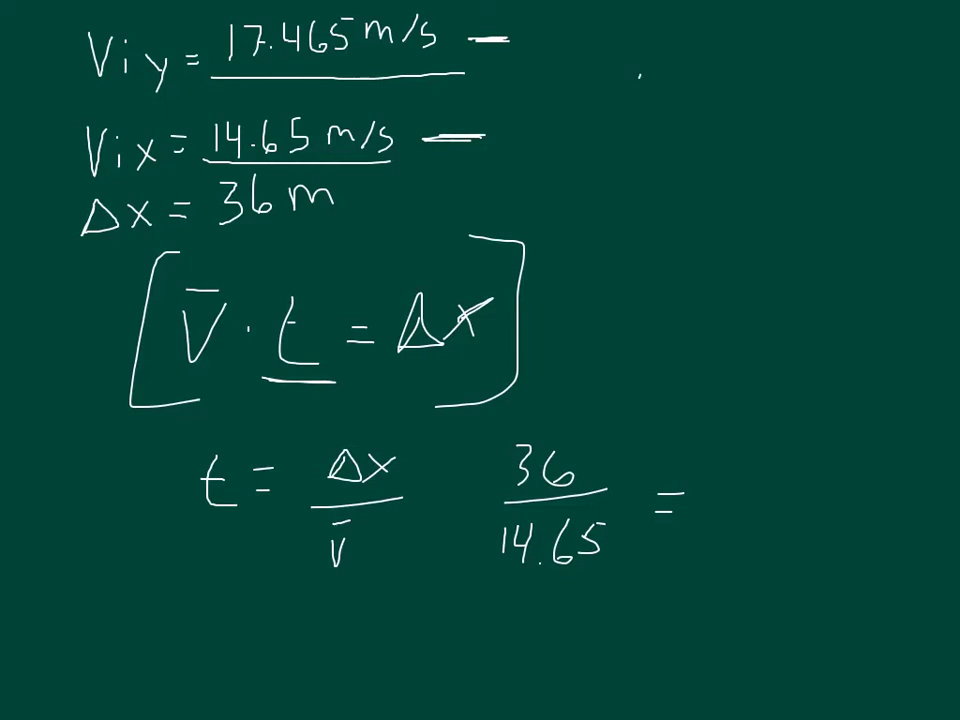 Viy = 17.465 m/s
Vix = 14.65 m/s
Δx = 36 m
[V̄ · t = Δx]
t = Δx / V̄ 36 / 14.65 =